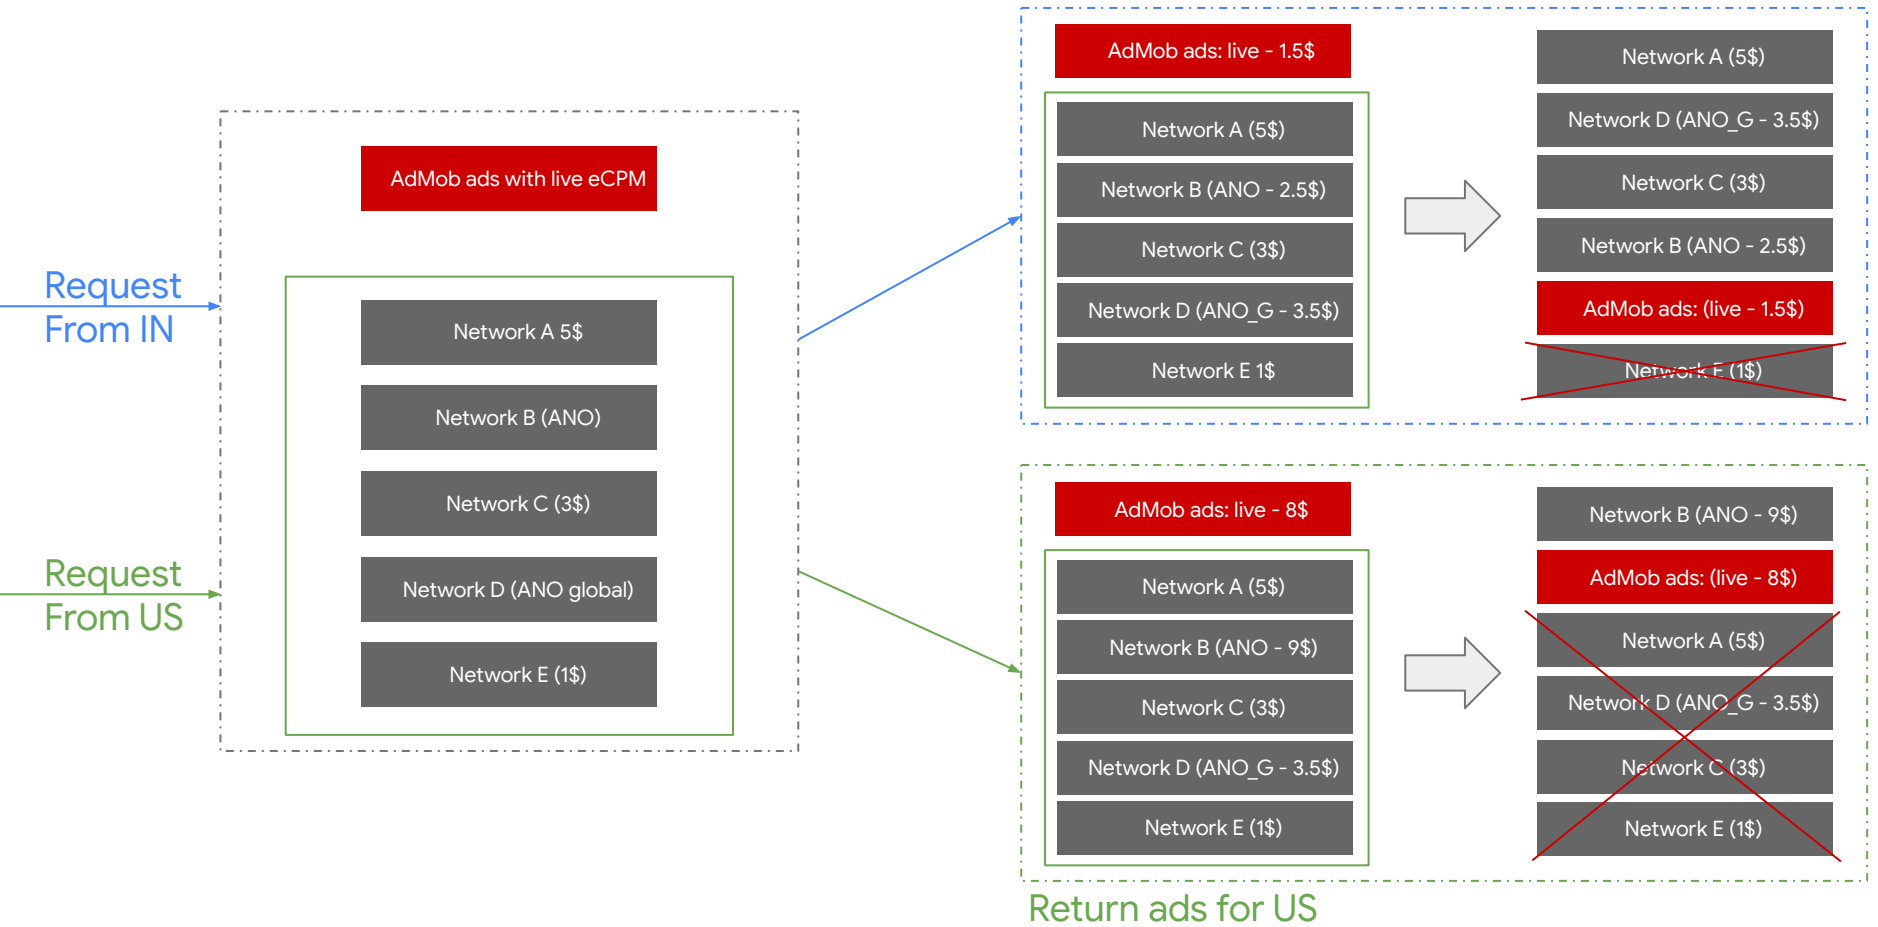 Request
From IN
Request
From US
AdMob ads with live eCPM
Network A 5$
Network B (ANO)
Network C (3$)
Network D (ANO global)
Network E (1$)
AdMob ads: live - 1.5$
Network A (5$)
Network B (ANO - 2.5$)
Network C (3$)
Network D (ANO_G - 3.5$)
Network E 1$
Network A (5$)
Network D (ANO_G - 3.5$)
Network C (3$)
Network B (ANO - 2.5$)
AdMob ads: (live - 1.5$)
Network E (1$)
AdMob ads: live - 8$
Network A (5$)
Network B (ANO - 9$)
Network C (3$)
Network D (ANO_G - 3.5$)
Network E (1$)
Network B (ANO - 9$)
AdMob ads: (live - 8$)
Network A (5$)
Network D (ANO_G - 3.5$)
Network C (3$)
Network E (1$)
Return ads for US